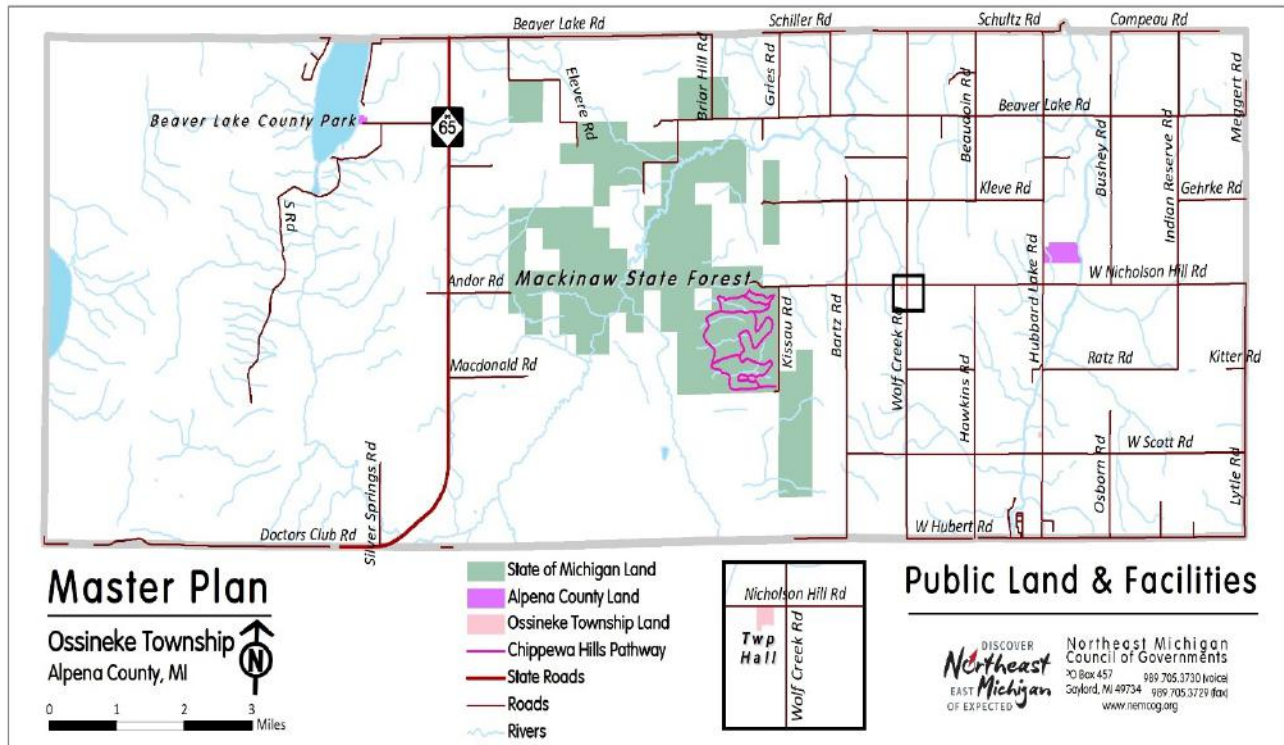 Beaver Lake Rd
Schiller Rd
Schultz Rd
Compeau Rd
Elevere Rd
Briar Hill Rd
Gries Rd
Beaudoin Rd
Beaver Lake Rd
Meggert Rd
Beaver Lake County Park
M
65
Bushey Rd
Indian Reserve Rd
Kleve Rd
Gehrke Rd
S Rd
Hubbard Lake Rd
W Nicholson Hill Rd
Andor Rd
Mackinaw State Forest
Kissau Rd
Bartz Rd
Wolf Creek Rd
Macdonald Rd
Ratz Rd
Kitter Rd
Hawkins Rd
W Scott Rd
Osborn Rd
Lytle Rd
Silver Springs Rd
Doctors Club Rd
W Hubert Rd
Master Plan
Ossineke Township
Alpena County, MI
N
0 1 2 3
Miles
State of Michigan Land
Alpena County Land
Ossineke Township Land
Chippewa Hills Pathway
State Roads
Roads
Rivers
Nicholson Hill Rd
Twp
Hall
Wolf Creek Rd
Public Land & Facilities
DISCOVER
Northeast
EAST Michigan
OF EXPECTED
Northeast Michigan
Council of Governments
PO Box 457 989.705.3730 (voice)
Gaylord, MI 49734 989.705.3729 (fax)
www.nemcog.org